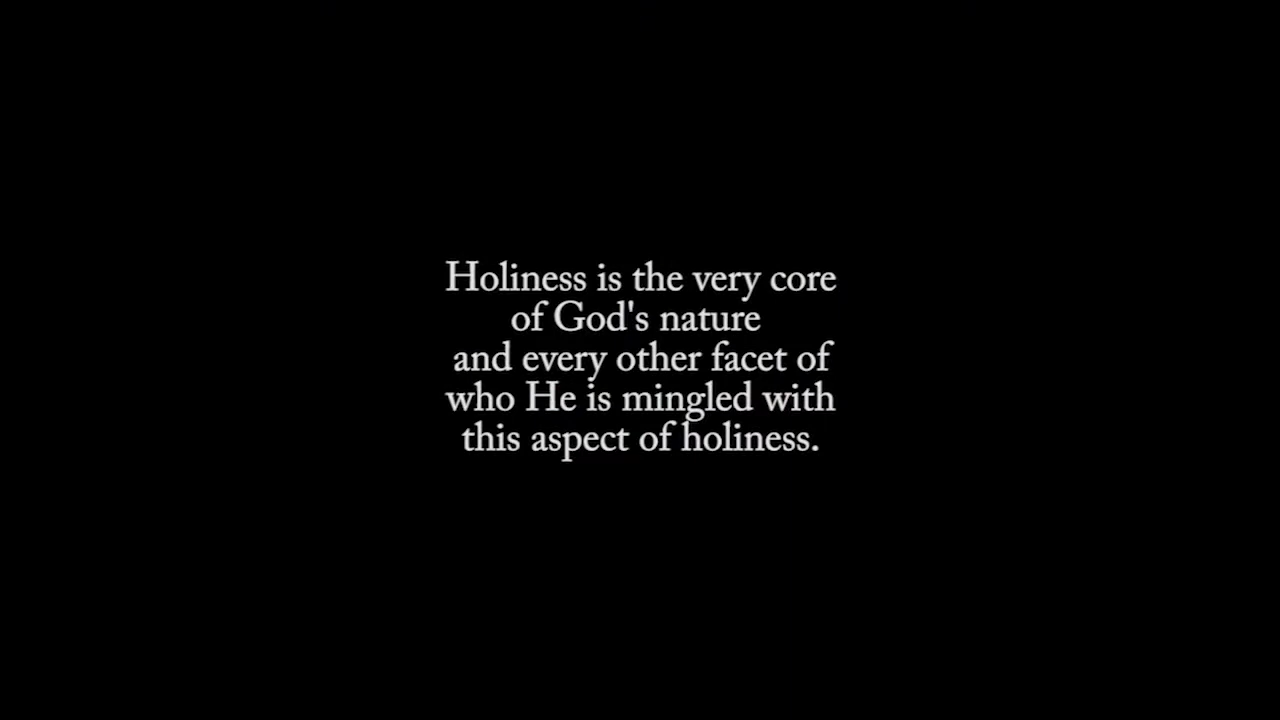 Holiness is the very core
of God's nature
and every other facet of
who He is mingled with
this aspect of holiness.